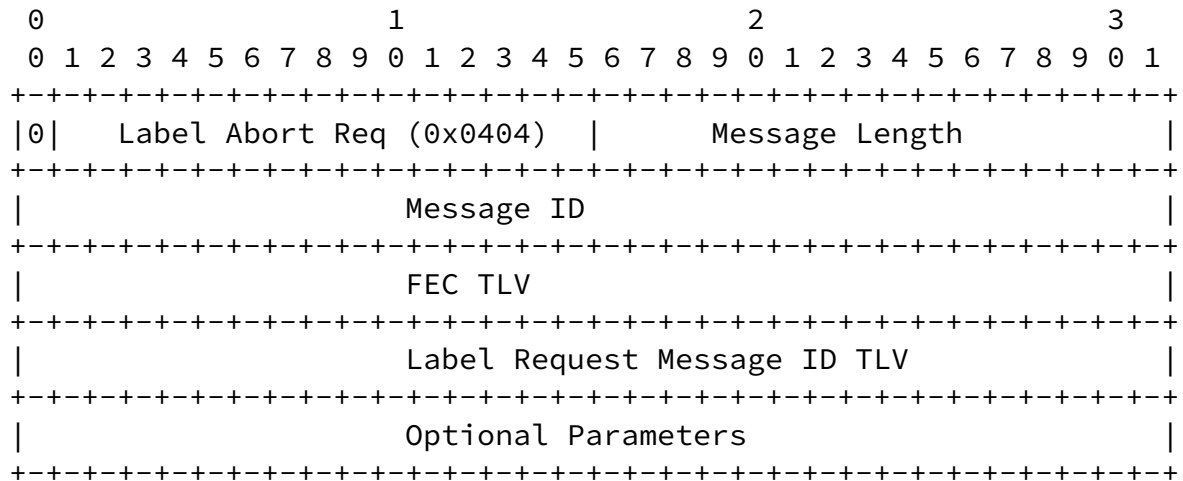 0                   1                   2                   3
 0 1 2 3 4 5 6 7 8 9 0 1 2 3 4 5 6 7 8 9 0 1 2 3 4 5 6 7 8 9 0 1
+-+-+-+-+-+-+-+-+-+-+-+-+-+-+-+-+-+-+-+-+-+-+-+-+-+-+-+-+-+-+-+-+
|0|   Label Abort Req (0x0404)  |      Message Length           |
+-+-+-+-+-+-+-+-+-+-+-+-+-+-+-+-+-+-+-+-+-+-+-+-+-+-+-+-+-+-+-+-+
|                     Message ID                                |
+-+-+-+-+-+-+-+-+-+-+-+-+-+-+-+-+-+-+-+-+-+-+-+-+-+-+-+-+-+-+-+-+
|                     FEC TLV                                   |
+-+-+-+-+-+-+-+-+-+-+-+-+-+-+-+-+-+-+-+-+-+-+-+-+-+-+-+-+-+-+-+-+
|                     Label Request Message ID TLV              |
+-+-+-+-+-+-+-+-+-+-+-+-+-+-+-+-+-+-+-+-+-+-+-+-+-+-+-+-+-+-+-+-+
|                     Optional Parameters                       |
+-+-+-+-+-+-+-+-+-+-+-+-+-+-+-+-+-+-+-+-+-+-+-+-+-+-+-+-+-+-+-+-+